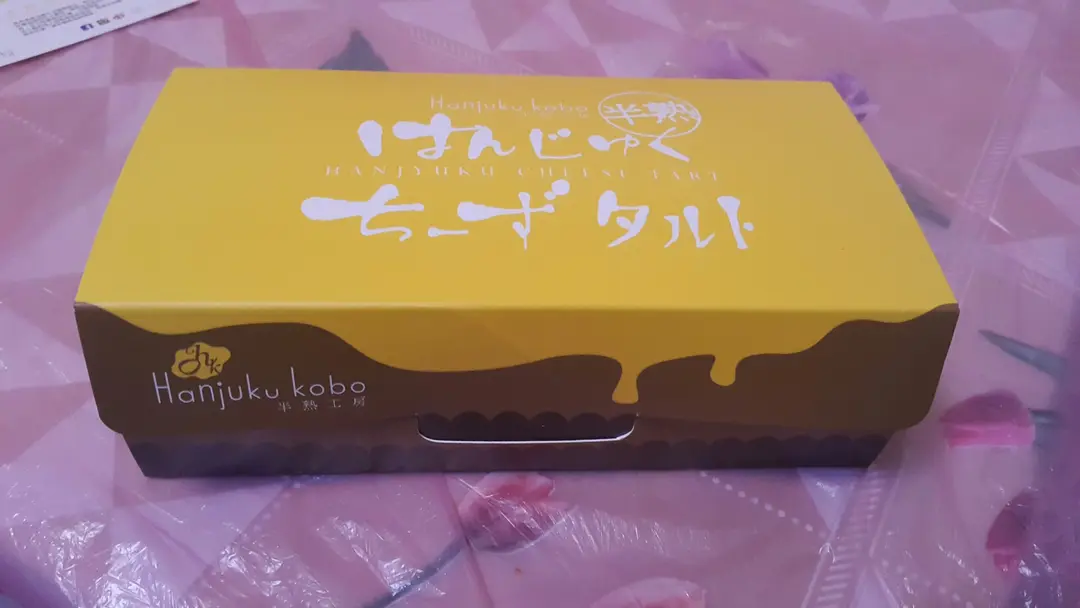 Hanjuku kobo 半熟
はんじゅく
HANJYUKU CHEESE TART
ちーず タルト
hk
Hanjuku kobo
半熟工房